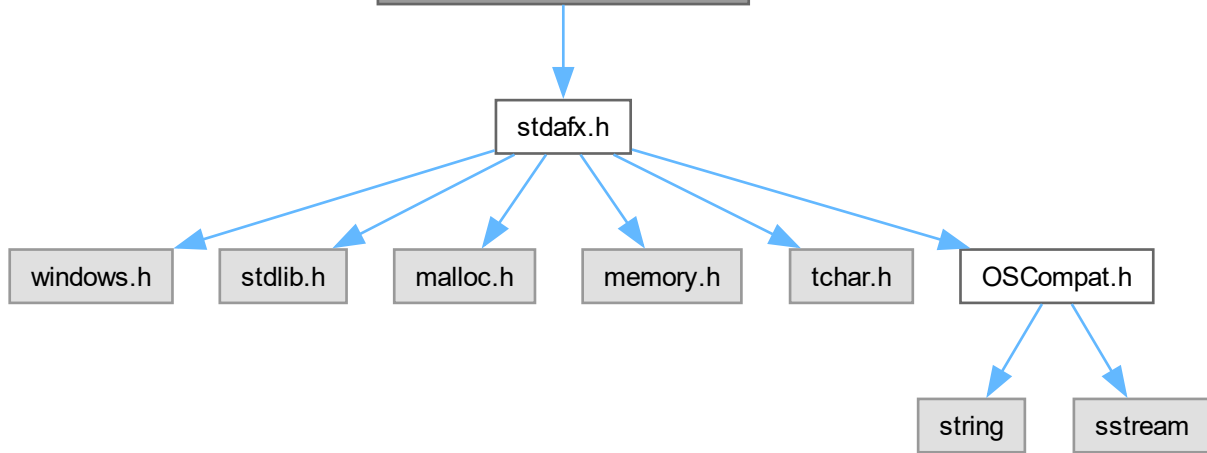 stdafx.h
windows.h
stdlib.h
malloc.h
memory.h
tchar.h
OSCompat.h
string
sstream